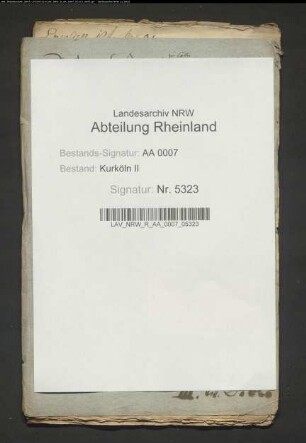 Landesarchiv NRW
Abteilung Rheinland
Bestands-Signatur: AA 0007
Bestand: Kurköln II
Signatur: Nr. 5323
LAV_NRW_R_AA_0007_05323